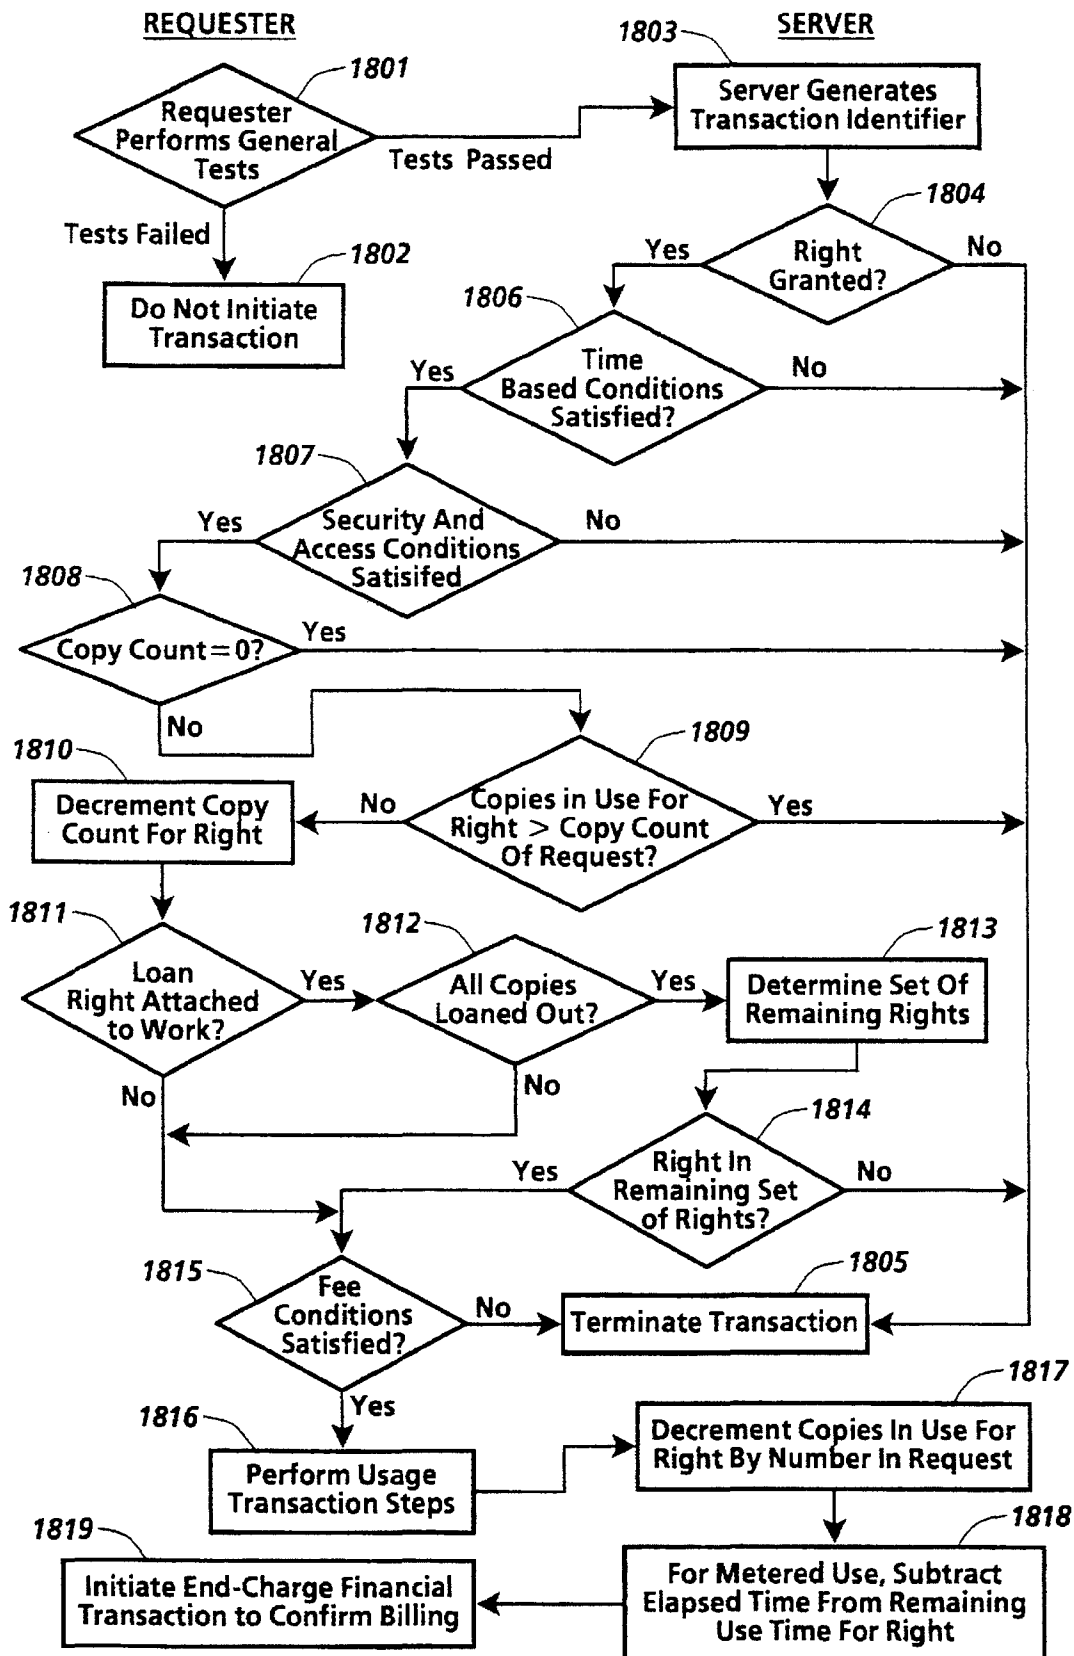 REQUESTER
SERVER
1803
1801
Requester
Performs General
Tests
Server Generates
Transaction Identifier
Tests Passed
1804
Tests Failed
1802
Yes
Right
Granted?
No
Do Not Initiate
Transaction
1806
Yes
Time
Based Conditions
Satisfied?
No
1807
Yes
Security And
Access Conditions
Satisifed
No
1808
Copy Count=0?
Yes
No
1809
1810
Decrement Copy
Count For Right
No
Copies in Use For
Right > Copy Count
Of Request?
Yes
1811
1812
1813
Loan
Right Attached
to Work?
Yes
All Copies
Loaned Out?
Yes
Determine Set Of
Remaining Rights
No
No
1814
Yes
Right In
Remaining Set
of Rights?
No
1815
1805
Fee
Conditions
Satisfied?
No
Terminate Transaction
Yes
1817
1816
Decrement Copies In Use For
Right By Number In Request
Perform Usage
Transaction Steps
1819
1818
Initiate End-Charge Financial
Transaction to Confirm Billing
For Metered Use, Subtract
Elapsed Time From Remaining
Use Time For Right